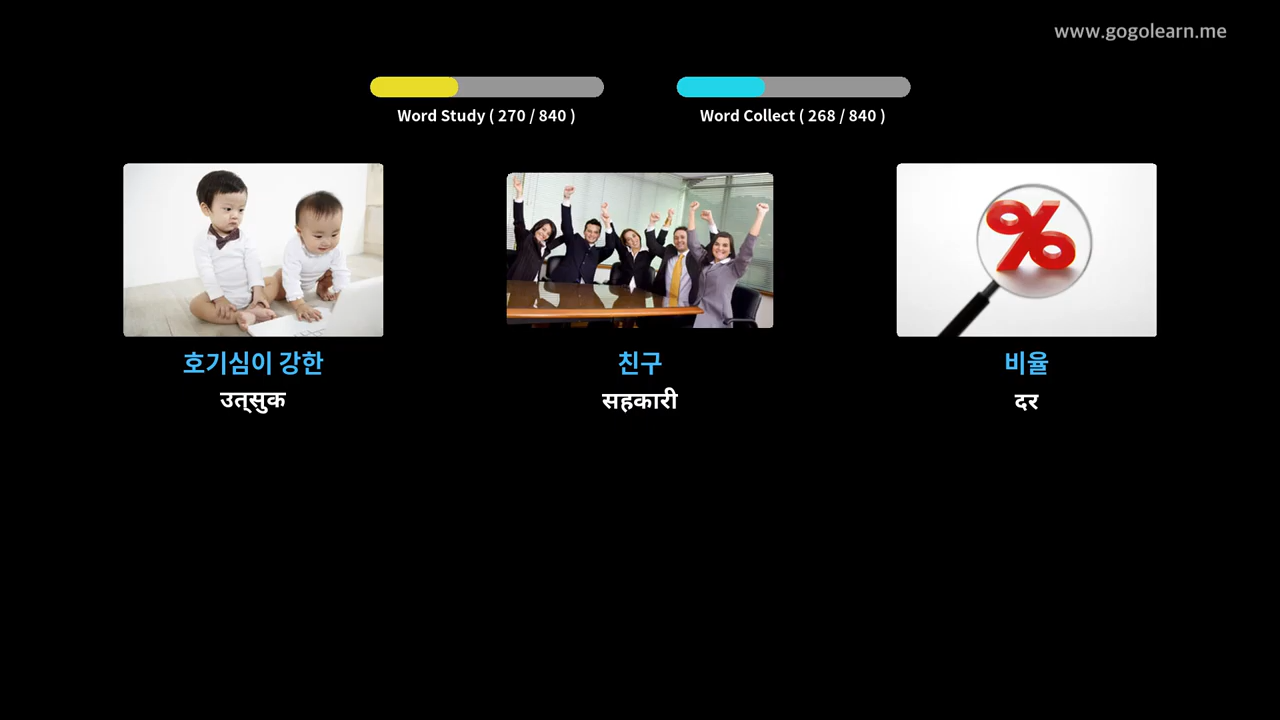 www.gogolearn.me
Word Study ( 270 / 840 )
Word Collect ( 268 / 840 )
%
호기심이 강한
친구
비율
उत्सुक
सहकारी
दर